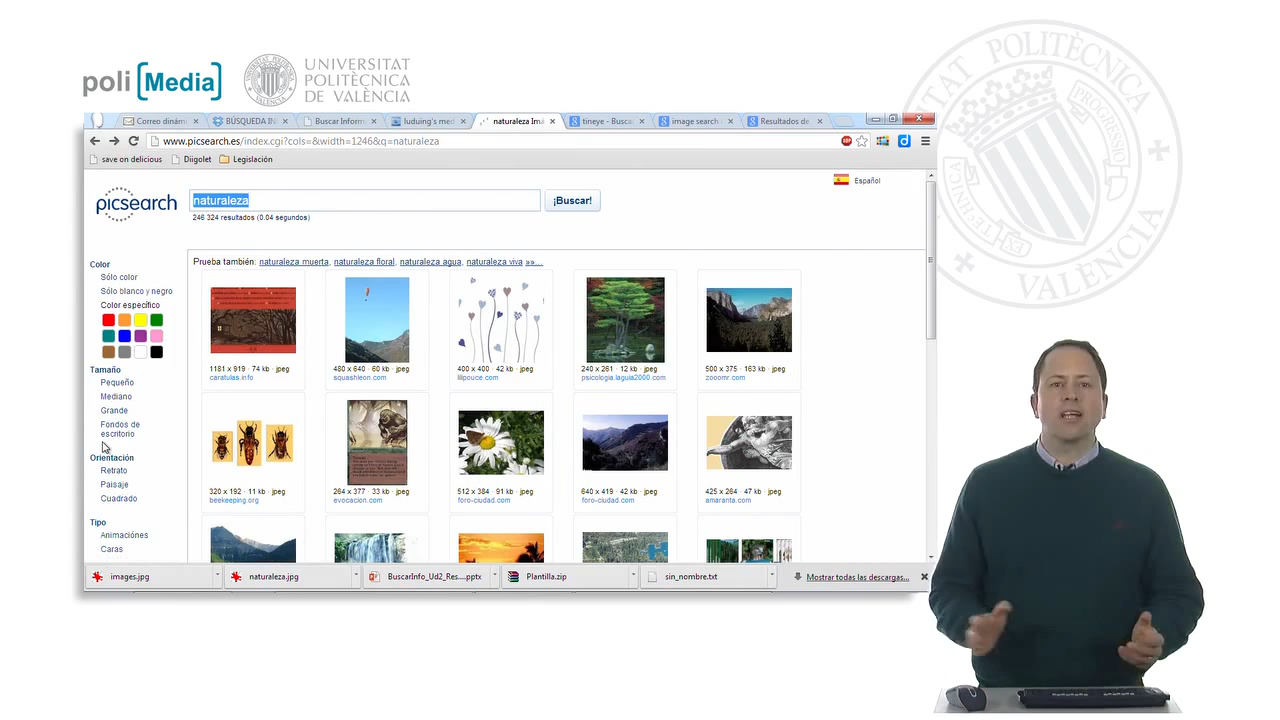 poli [Media]
UNIVERSITAT
POLITÈCNICA
DE VALÈNCIA
Correo dinám
BÚSQUEDA IN
Buscar Inform
luduing's med
naturaleza Imá
tineye - Busca
image search
Resultados de
www.picsearch.es/index.cgi?cols=&width=1246&q=naturaleza
save on delicious
Diigolet
Legislación
Español
picsearch
naturaleza
¡Buscar!
246 324 resultados (0.04 segundos)
Color
Sólo color
Sólo blanco y negro
Color específico
Tamaño
Pequeño
Mediano
Grande
Fondos de
escritorio
Orientación
Retrato
Paisaje
Cuadrado
Tipo
Animaciónes
Caras
Prueba también: naturaleza muerta, naturaleza floral, naturaleza agua, naturaleza viva »»...
1181 x 919 · 74 kb · jpeg
caratulas.info
480 x 640 · 60 kb · jpeg
squashleon.com
400 x 400 · 42 kb · jpeg
lilipouce.com
240 x 261 · 12 kb · jpeg
psicologia.laguia2000.com
500 x 375 · 163 kb · jpeg
zooomr.com
320 x 192 · 11 kb · jpeg
beekeeping.org
264 x 377 · 33 kb · jpeg
evocacion.com
512 x 384 · 91 kb · jpeg
foro-ciudad.com
640 x 419 · 42 kb · jpeg
foro-ciudad.com
425 x 264 · 47 kb · jpeg
amaranta.com
images.jpg
naturaleza.jpg
BuscarInfo_Ud2_Res....pptx
Plantilla.zip
sin_nombre.txt
Mostrar todas las descargas...
POLITÈCNICA
VALÈNCIA
PROGRESSIO